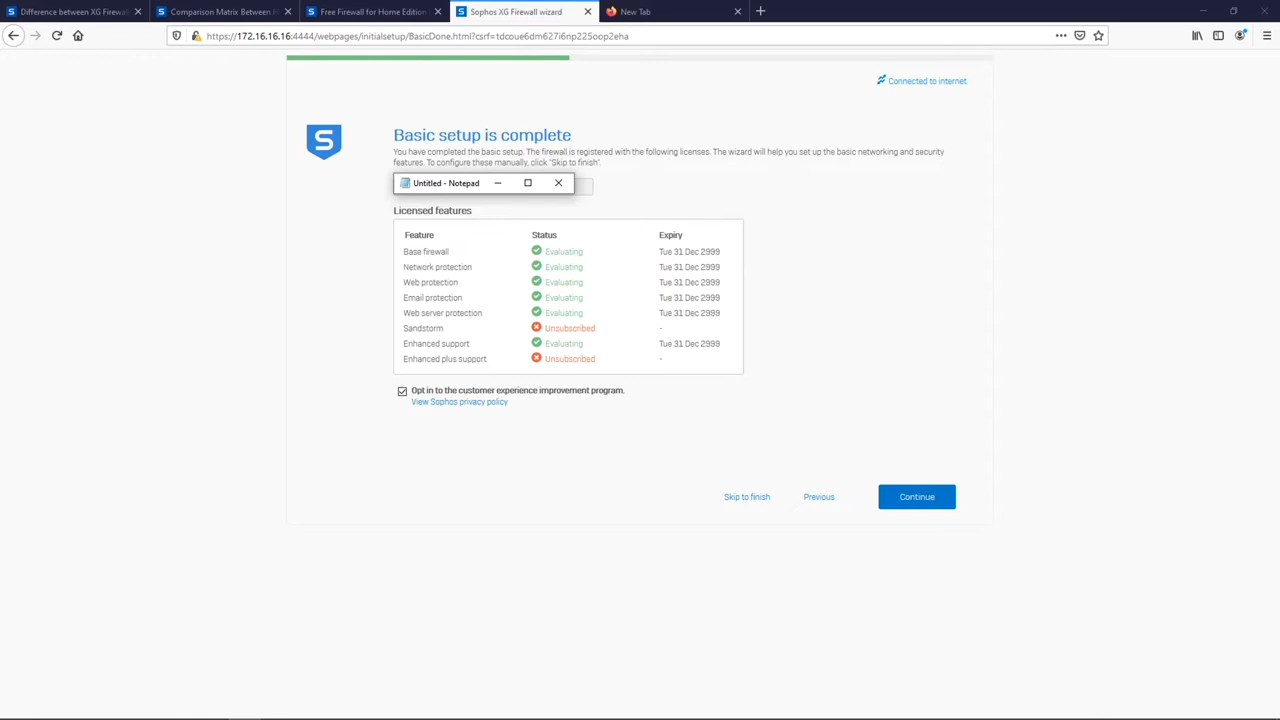 Difference between XG Firewa
Comparison Matrix Between H
Free Firewall for Home Edition
Sophos XG Firewall wizard
New Tab
https://172.16.16.16:4444/webpages/initialsetup/BasicDone.html?csrf=tdcoue6dm627i6np225oop2eha
Connected to internet
S
Basic setup is complete
You have completed the basic setup. The firewall is registered with the following licenses. The wizard will help you set up the basic networking and security
features. To configure these manually, click "Skip to finish".
Untitled - Notepad
Licensed features
Feature Status Expiry
Base firewall Evaluating Tue 31 Dec 2999
Network protection Evaluating Tue 31 Dec 2999
Web protection Evaluating Tue 31 Dec 2999
Email protection Evaluating Tue 31 Dec 2999
Web server protection Evaluating Tue 31 Dec 2999
Sandstorm Unsubscribed -
Enhanced support Evaluating Tue 31 Dec 2999
Enhanced plus support Unsubscribed -
Opt in to the customer experience improvement program.
View Sophos privacy policy
Skip to finish Previous Continue